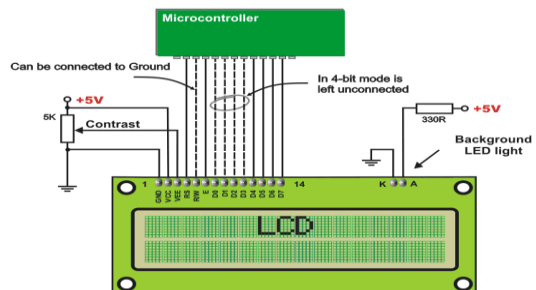 Microcontroller
Can be connected to Ground
In 4-bit mode is
left unconnected
+5V
5K
Contrast
+5V
330R
Background
LED light
1
14
K
A
GND
VCC
VEE
RS
R/W
E
D0
D1
D2
D3
D4
D5
D6
D7
LCD